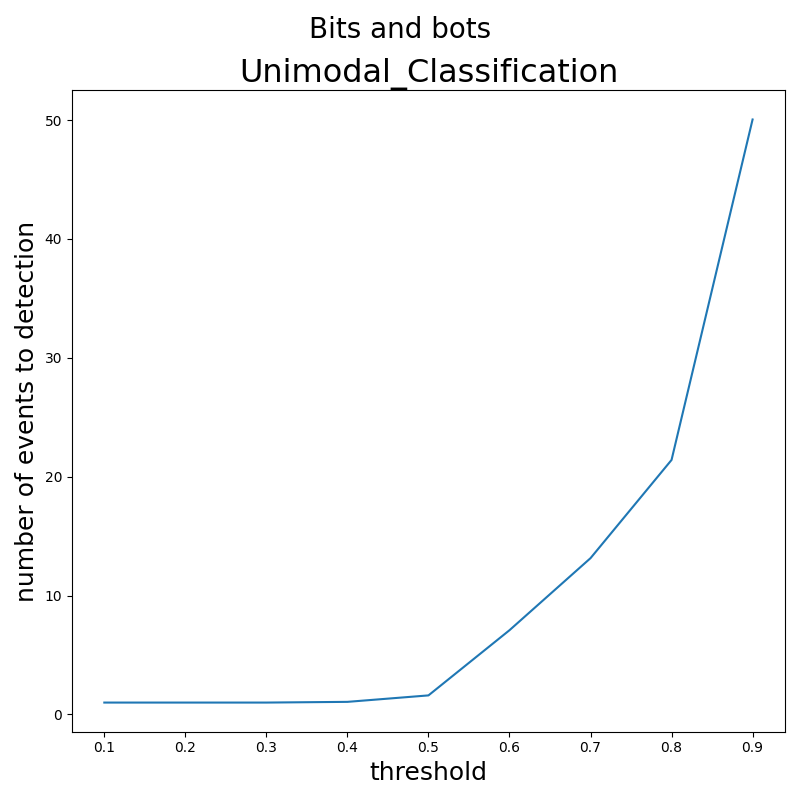 Bits and bots
Unimodal_Classification
50
40
30
20
10
0
number of events to detection
0.1 0.2 0.3 0.4 0.5 0.6 0.7 0.8 0.9
threshold